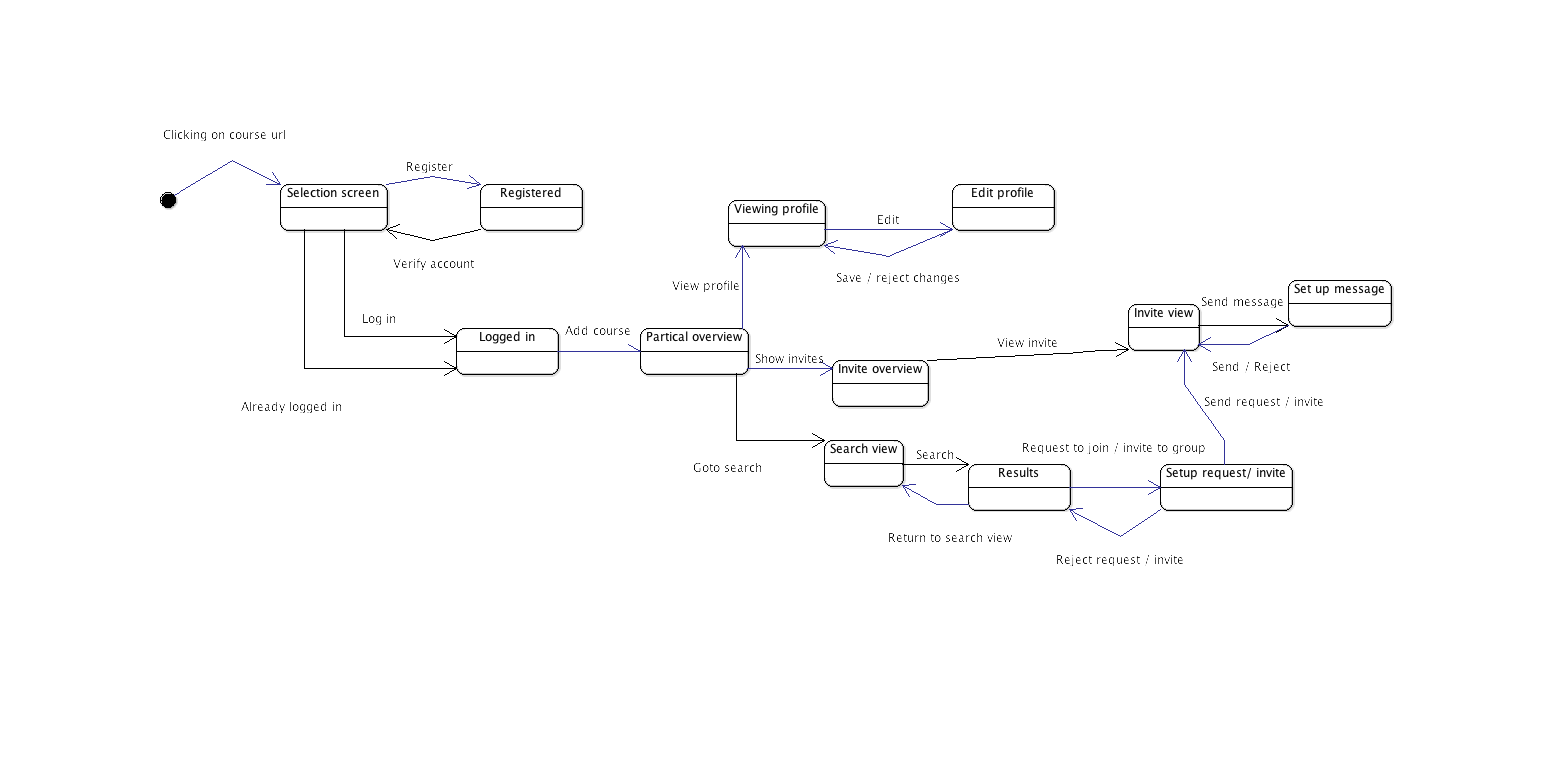 Clicking on course url
Register
Selection screen
Registered
Verify account
Log in
Already logged in
Logged in
Add course
Partical overview
View profile
Viewing profile
Edit
Edit profile
Save / reject changes
Show invites
Invite overview
View invite
Invite view
Send message
Set up message
Send / Reject
Send request / invite
Goto search
Search view
Search
Results
Request to join / invite to group
Setup request/ invite
Return to search view
Reject request / invite